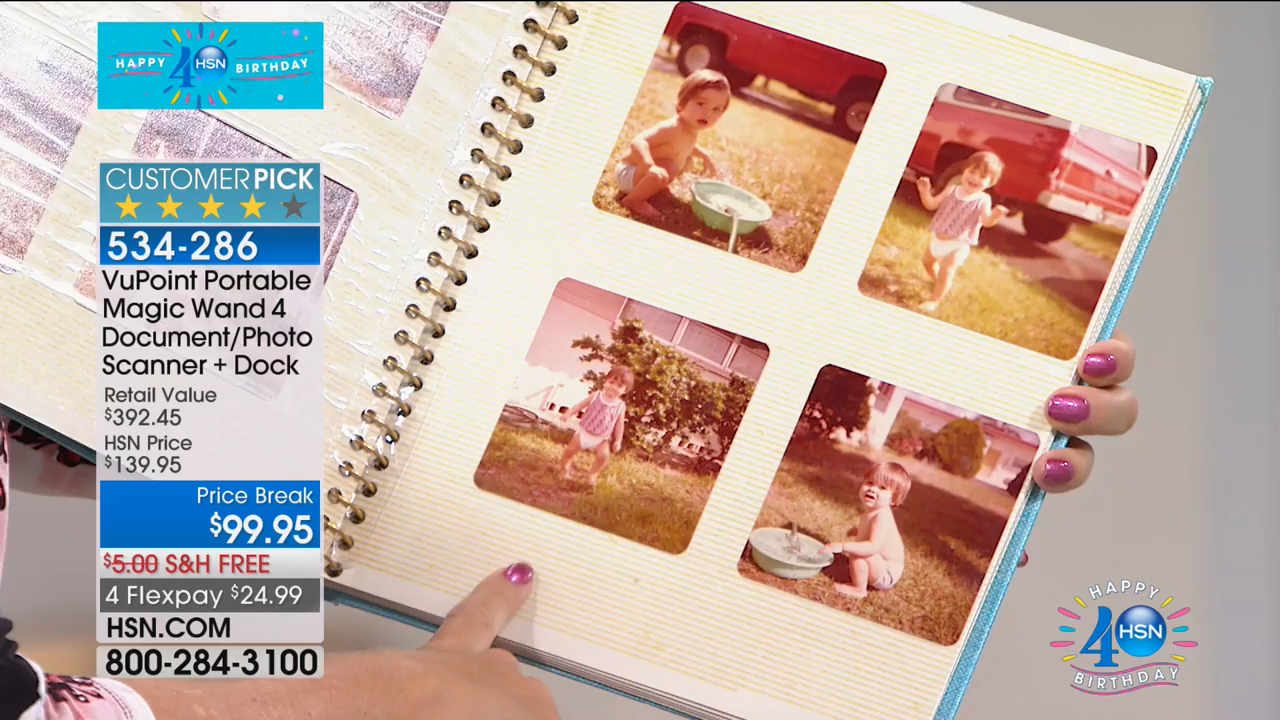 HAPPY 40 HSN BIRTHDAY
CUSTOMER PICK
534-286
VuPoint Portable
Magic Wand 4
Document/Photo
Scanner + Dock
Retail Value
$392.45
HSN Price
$139.95
Price Break
$99.95
$5.00 S&H FREE
4 Flexpay $24.99
HSN.COM
800-284-3100
HAPPY
40 HSN
BIRTHDAY